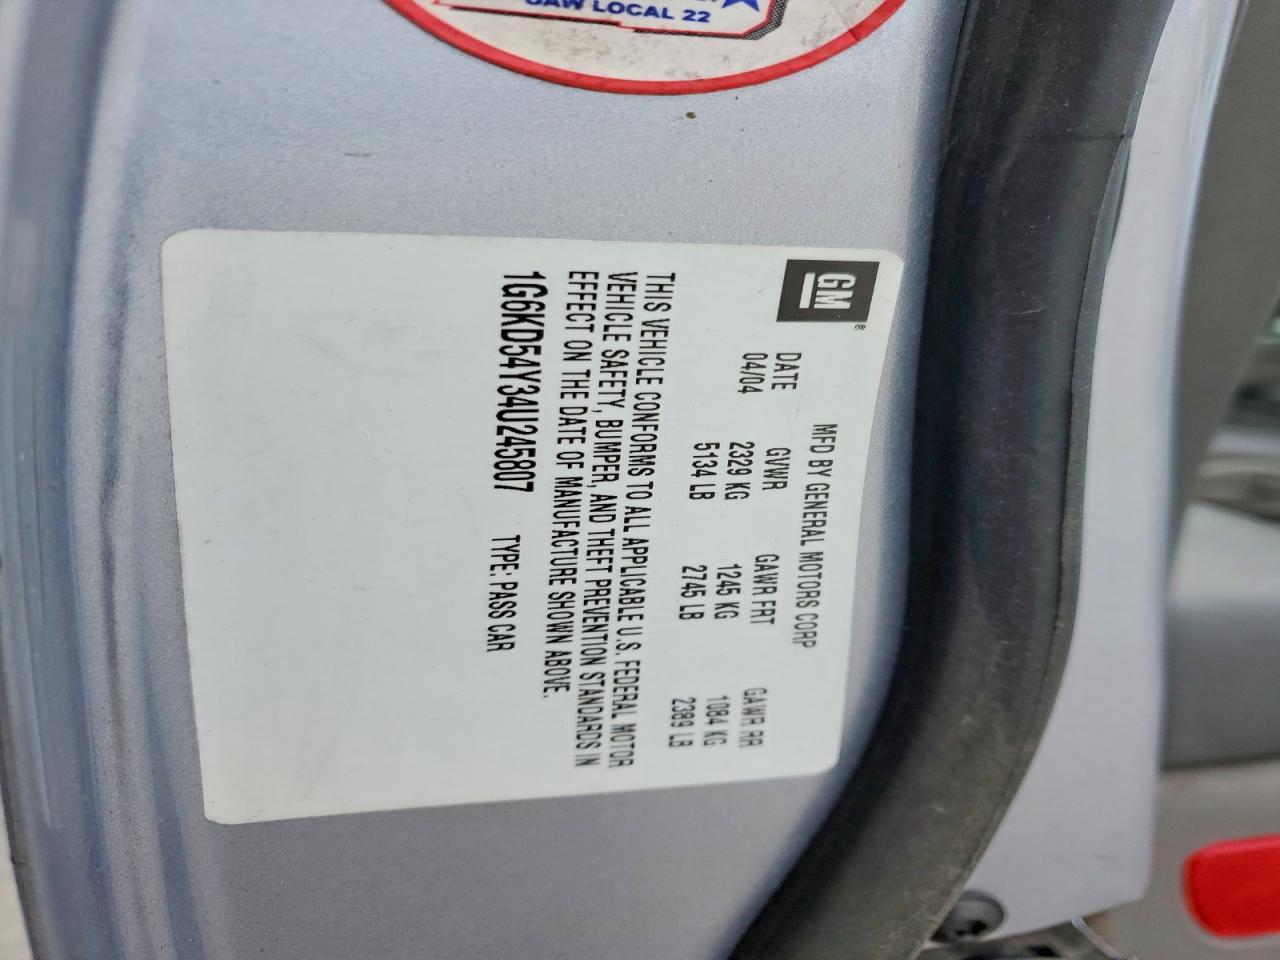 UAW LOCAL 22
GM®
MFD BY GENERAL MOTORS CORP
DATE GVWR GAWR FRT GAWR RR
04/04 2329 KG 1245 KG 1084 KG
5134 LB 2745 LB 2389 LB
THIS VEHICLE CONFORMS TO ALL APPLICABLE U.S. FEDERAL MOTOR
VEHICLE SAFETY, BUMPER, AND THEFT PREVENTION STANDARDS IN
EFFECT ON THE DATE OF MANUFACTURE SHOWN ABOVE.
1G6KD54Y34U245807 TYPE: PASS CAR